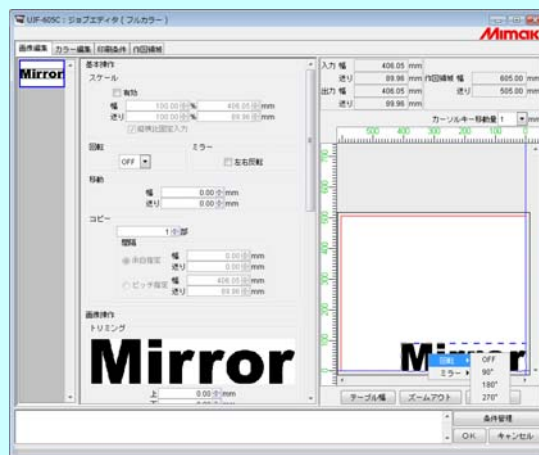 UJF-605C : ジョブエディタ ( フルカラー )
Mimaki
画像編集 カラー編集 印刷条件 作図領域
Mirror
基本操作
スケール
有効
幅 100.00 % 406.05 mm
送り 100.00 % 89.96 mm
縦横比固定入力
回転 ミラー
OFF 左右反転
移動
幅 0.00 mm
送り 0.00 mm
コピー
1 部
間隔
余白指定 幅 0.00 mm
送り 0.00 mm
ピッチ指定 幅 406.05 mm
送り 89.96 mm
画像操作
トリミング
Mirror
上 0.00 mm
入力 幅 406.05 mm
送り 89.96 mm 作図領域 幅 605.00 mm
出力 幅 406.05 mm 送り 505.00 mm
送り 89.96 mm
カーソルキー移動量 1 mm
500 400 300 200 100 0
Mirror
回転 OFF
ミラー 90°
180°
270°
テーブル幅 ズームアウト
条件管理
OK キャンセル